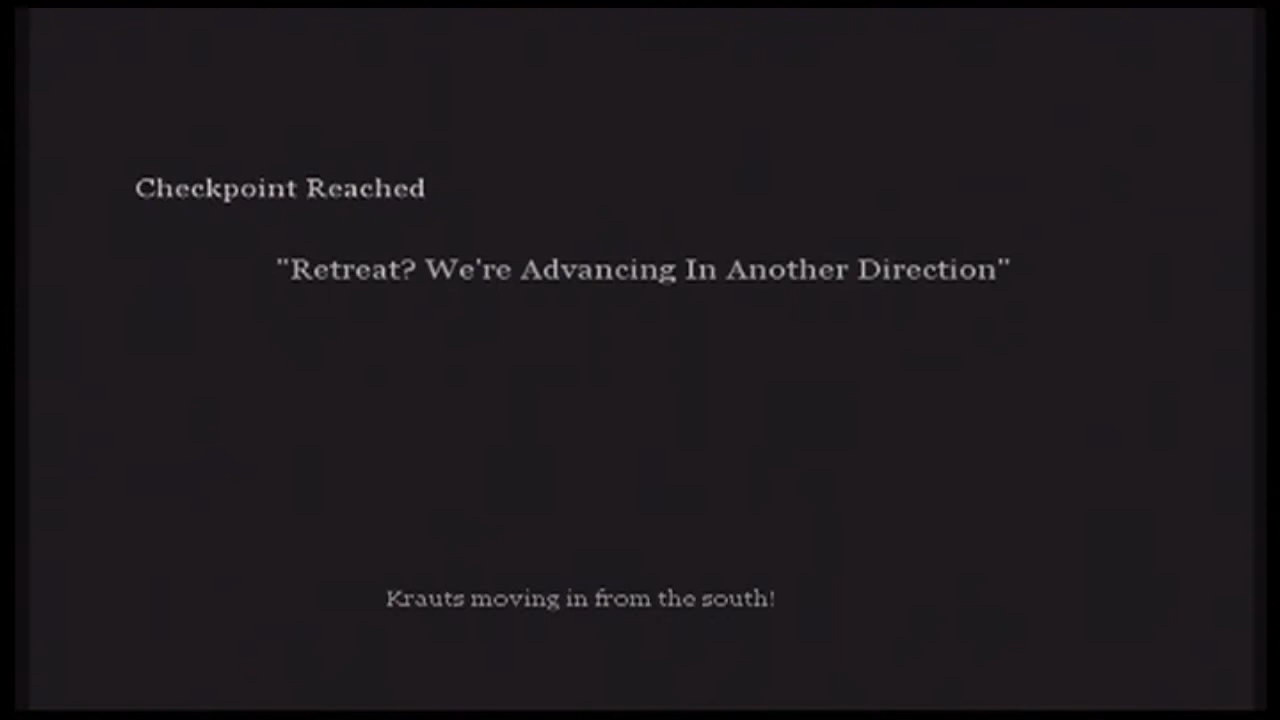 Checkpoint Reached
"Retreat? We're Advancing In Another Direction"
Krauts moving in from the south!